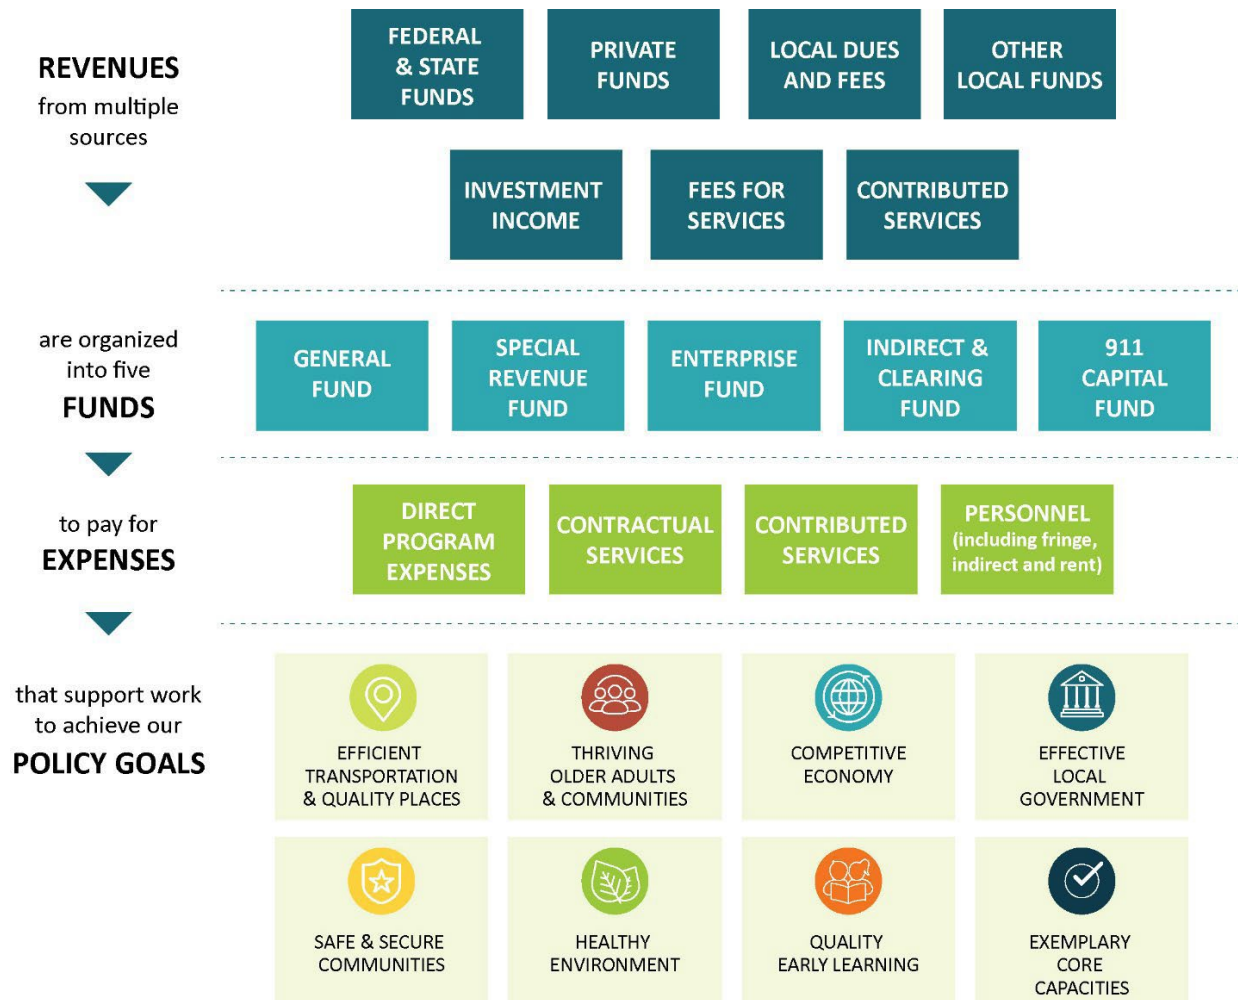 REVENUES
from multiple
sources
FEDERAL
& STATE
FUNDS
PRIVATE
FUNDS
LOCAL DUES
AND FEES
OTHER
LOCAL FUNDS
INVESTMENT
INCOME
FEES FOR
SERVICES
CONTRIBUTED
SERVICES
are organized
into five
FUNDS
GENERAL
FUND
SPECIAL
REVENUE
FUND
ENTERPRISE
FUND
INDIRECT &
CLEARING
FUND
911
CAPITAL
FUND
to pay for
EXPENSES
DIRECT
PROGRAM
EXPENSES
CONTRACTUAL
SERVICES
CONTRIBUTED
SERVICES
PERSONNEL
(including fringe,
indirect and rent)
that support work
to achieve our
POLICY GOALS
EFFICIENT
TRANSPORTATION
& QUALITY PLACES
THRIVING
OLDER ADULTS
& COMMUNITIES
COMPETITIVE
ECONOMY
EFFECTIVE
LOCAL
GOVERNMENT
SAFE & SECURE
COMMUNITIES
HEALTHY
ENVIRONMENT
QUALITY
EARLY LEARNING
EXEMPLARY
CORE
CAPACITIES